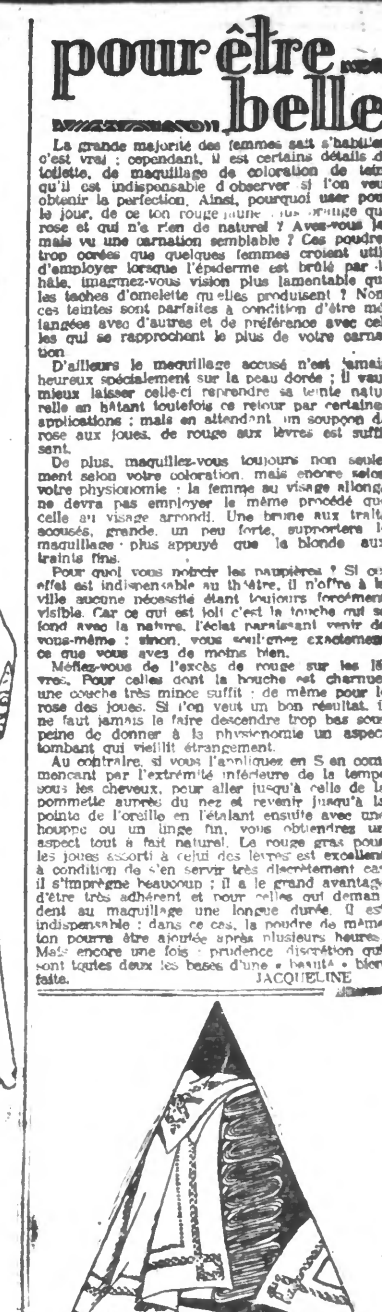 pour être
belle
La grande majorité des femmes sait s'habiller
c'est vrai ; cependant, il est certains détails d
toilette, de maquillage de coloration de tein
qu'il est indispensable d'observer si l'on veu
obtenir la perfection. Ainsi, pourquoi user pou
le jour, de ce ton rouge jaune plus orange qu
rose et qui n'a rien de naturel ? Avez-vous ja
mais vu une carnation semblable ? Ces poudre
trop ocrées que quelques femmes croient util
d'employer lorsque l'épiderme est brûlé par l
hâle, imaginez-vous vision plus lamentable qu
les taches d'omelette qu'elles produisent ? Non
ces teintes sont parfaites à condition d'être mé
langées avec d'autres et de préférence avec cel
les qui se rapprochent le plus de votre carna
tion
D'ailleurs le maquillage accusé n'est jamais
heureux spécialement sur la peau dorée ; il vau
mieux laisser celle-ci reprendre sa teinte natu
relle en hâtant toutefois ce retour par certaine
applications ; mais en attendant un soupçon d
rose aux joues, de rouge aux lèvres est suffi
sant.
De plus, maquillez-vous toujours non seule
ment selon votre coloration, mais encore selon
votre physionomie : la femme au visage allong
ne devra pas employer le même procédé que
celle au visage arrondi. Une brune aux traits
accusés, grande, un peu forte, supportera l
maquillage plus appuyé que la blonde aux
traints fins.
Pour quoi vous noircir les paupières ? Si ce
effet est indispensable au théâtre, il n'offre à l
ville aucune nécessité étant toujours forcément
visible. Car ce qui est joli c'est la touche qui s
fond avec la nature, l'éclat paraissant venir de
vous-même ; sinon, vous soulignez exactement
ce que vous avez de moins bien.
Méfiez-vous de l'excès de rouge sur les lè
vres. Pour celles dont la bouche est charnue
une couche très mince suffit ; de même pour l
rose des joues. Si l'on veut un bon résultat, i
ne faut jamais le faire descendre trop bas sous
peine de donner à la physionomie un aspec
tombant qui vieillit étrangement.
Au contraire, si vous l'appliquez en S en com
mençant par l'extrémité inférieure de la tempe
sous les cheveux, pour aller jusqu'à celle de la
pommette auprès du nez et revenir jusqu'à la
pointe de l'oreille en l'étalant ensuite avec une
houppe ou un linge fin, vous obtiendrez un
aspect tout à fait naturel. Le rouge gras pour
les joues assorti à celui des lèvres est excellent
à condition de s'en servir très discrètement car
il s'imprègne beaucoup ; il a le grand avantage
d'être très adhérent et pour celles qui deman
dent au maquillage une longue durée, il est
indispensable ; dans ce cas, la poudre de même
ton pourra être ajoutée après plusieurs heures.
Mais encore une fois : prudence discrétion qui
sont toutes deux les bases d'une « beauté » bien
faite. JACQUELINE